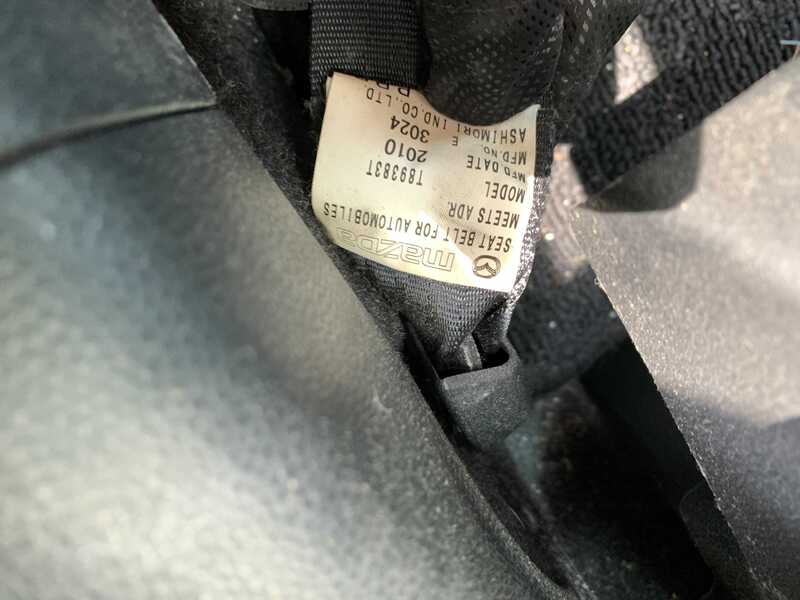 mazda
SEAT BELT FOR AUTOMOBILES
MEETS ADR.
MODEL T89383T
MFD DATE 2010
MFD.NO. E 3024
ASHIMORI IND.CO.,LTD.